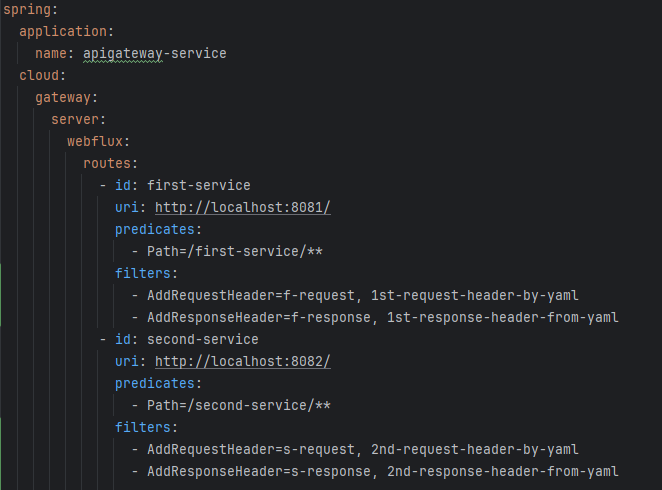 spring:
  application:
    name: apigateway-service
  cloud:
    gateway:
      server:
        webflux:
          routes:
            - id: first-service
              uri: http://localhost:8081/
              predicates:
                - Path=/first-service/**
              filters:
                - AddRequestHeader=f-request, 1st-request-header-by-yaml
                - AddResponseHeader=f-response, 1st-response-header-from-yaml
            - id: second-service
              uri: http://localhost:8082/
              predicates:
                - Path=/second-service/**
              filters:
                - AddRequestHeader=s-request, 2nd-request-header-by-yaml
                - AddResponseHeader=s-response, 2nd-response-header-from-yaml